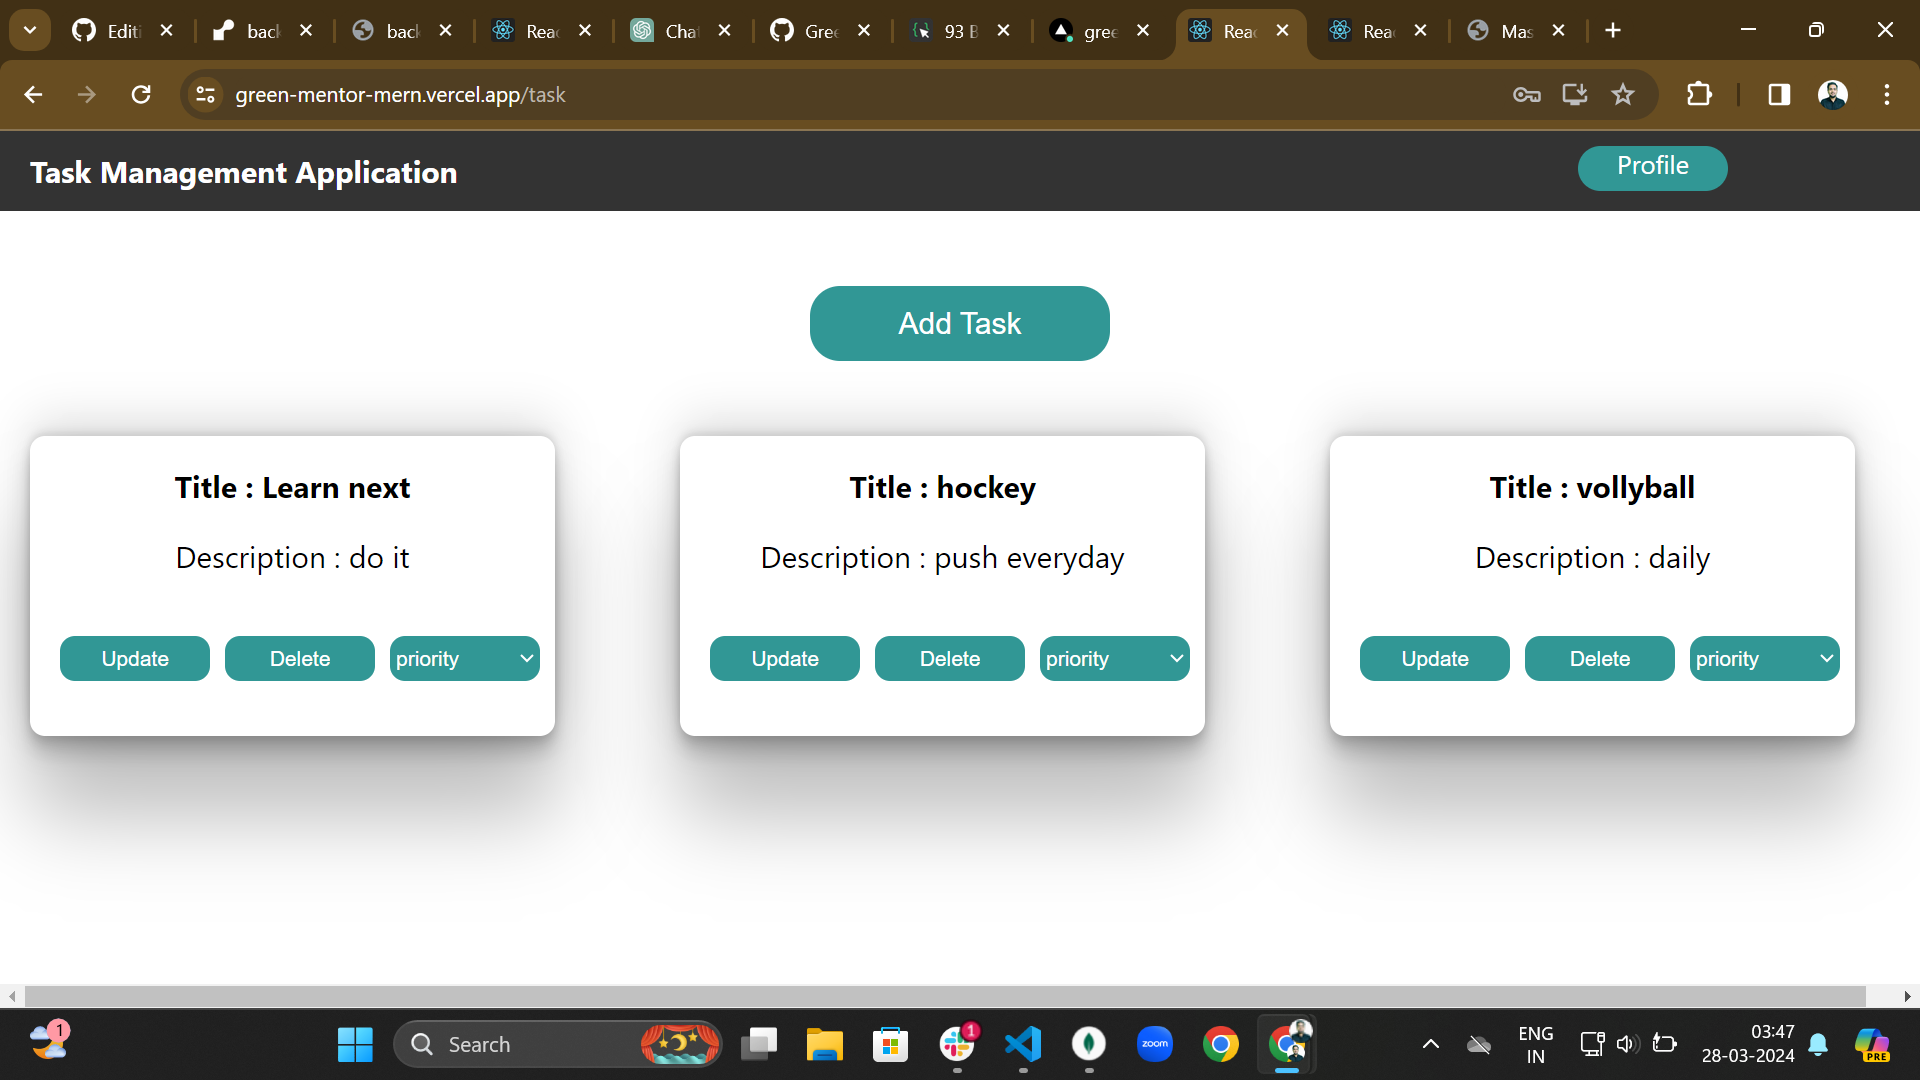 Editi
back
back
Reac
Chat
Gree
93 B
gree
Reac
Reac
Mas
green-mentor-mern.vercel.app/task
Task Management Application
Profile
Add Task
Title : Learn next
Description : do it
Update
Delete
priority
Title : hockey
Description : push everyday
Update
Delete
priority
Title : vollyball
Description : daily
Update
Delete
priority
1
Search
1
zoom
ENG
IN
03:47
28-03-2024
PRE